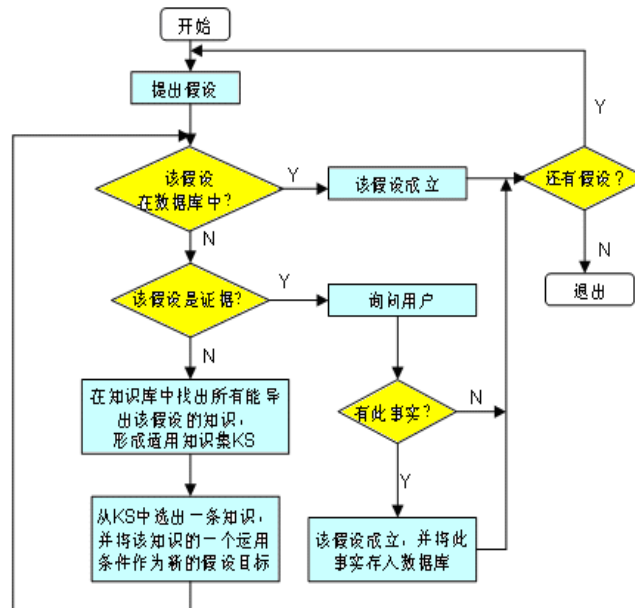 开始
提出假设
Y
该假设
在数据库中?
Y
该假设成立
还有假设?
N
N
退出
该假设是证据?
Y
询问用户
N
在知识库中找出所有能导
出该假设的知识,
形成适用知识集KS
有此事实?
N
Y
从KS中选出一条知识,
并将该知识的一个运用
条件作为新的假设目标
该假设成立, 并将此
事实存入数据库